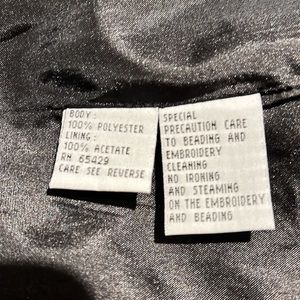 BODY:
100% POLYESTER
LINING:
100% ACETATE
RN 65429
CARE SEE REVERSE
SPECIAL
PRECAUTION CARE
TO BEADING AND
EMBROIDERY
CLEANING
NO IRONING
AND STEAMING
ON THE EMBROIDERY
AND BEADING